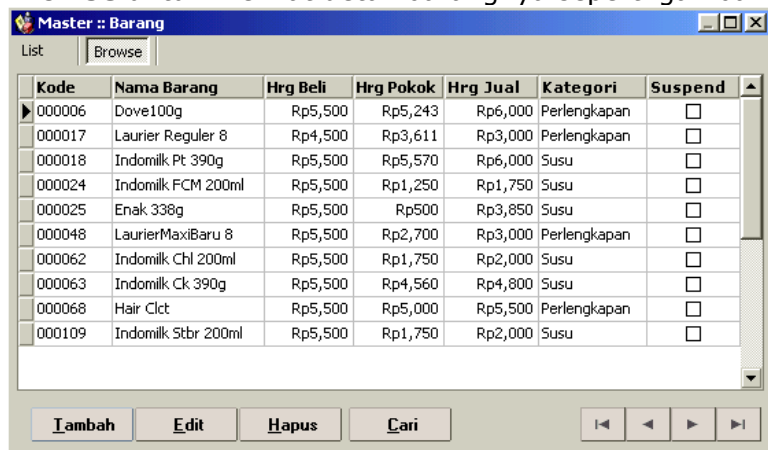 Master :: Barang
List Browse
Kode Nama Barang Hrg Beli Hrg Pokok Hrg Jual Kategori Suspend
000006 Dove100g Rp5,500 Rp5,243 Rp6,000 Perlengkapan
000017 Laurier Reguler 8 Rp4,500 Rp3,611 Rp3,000 Perlengkapan
000018 Indomilk Pt 390g Rp5,500 Rp5,570 Rp6,000 Susu
000024 Indomilk FCM 200ml Rp5,500 Rp1,250 Rp1,750 Susu
000025 Enak 338g Rp5,500 Rp500 Rp3,850 Susu
000048 LaurierMaxiBaru 8 Rp5,500 Rp2,700 Rp3,000 Perlengkapan
000062 Indomilk Chl 200ml Rp5,500 Rp1,750 Rp2,000 Susu
000063 Indomilk Ck 390g Rp5,500 Rp4,560 Rp4,800 Susu
000068 Hair Clct Rp5,500 Rp5,000 Rp5,500 Perlengkapan
000109 Indomilk Stbr 200ml Rp5,500 Rp1,750 Rp2,000 Susu
Tambah Edit Hapus Cari